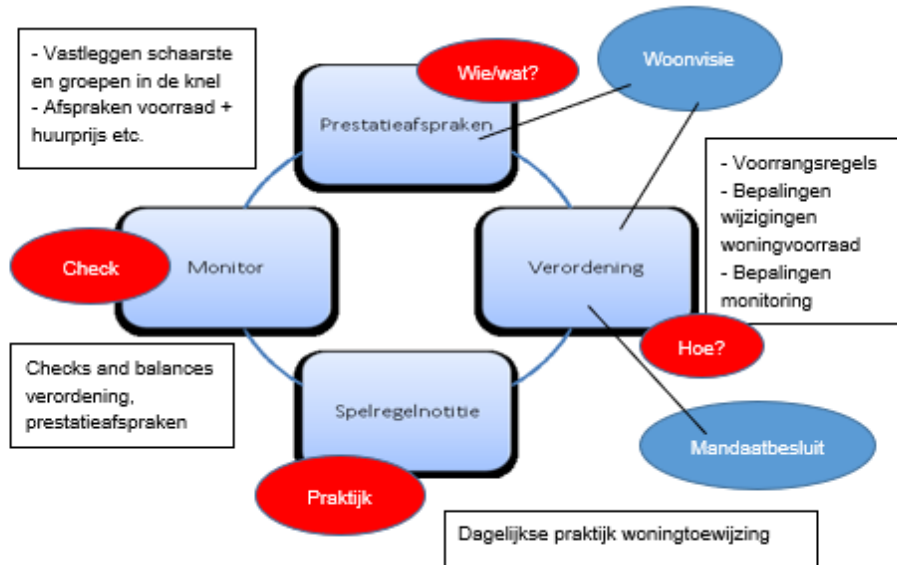 - Vastleggen schaarste
en groepen in de knel
- Afspraken voorraad +
huurprijs etc.
Wie/wat?
Woonvisie
Prestatieafspraken
- Voorrangsregels
- Bepalingen
wijzigingen
woningvoorraad
- Bepalingen
monitoring
Check
Monitor
Verordening
Hoe?
Checks and balances
verordening,
prestatieafspraken
Spelregelnotitie
Mandaatbesluit
Praktijk
Dagelijkse praktijk woningtoewijzing